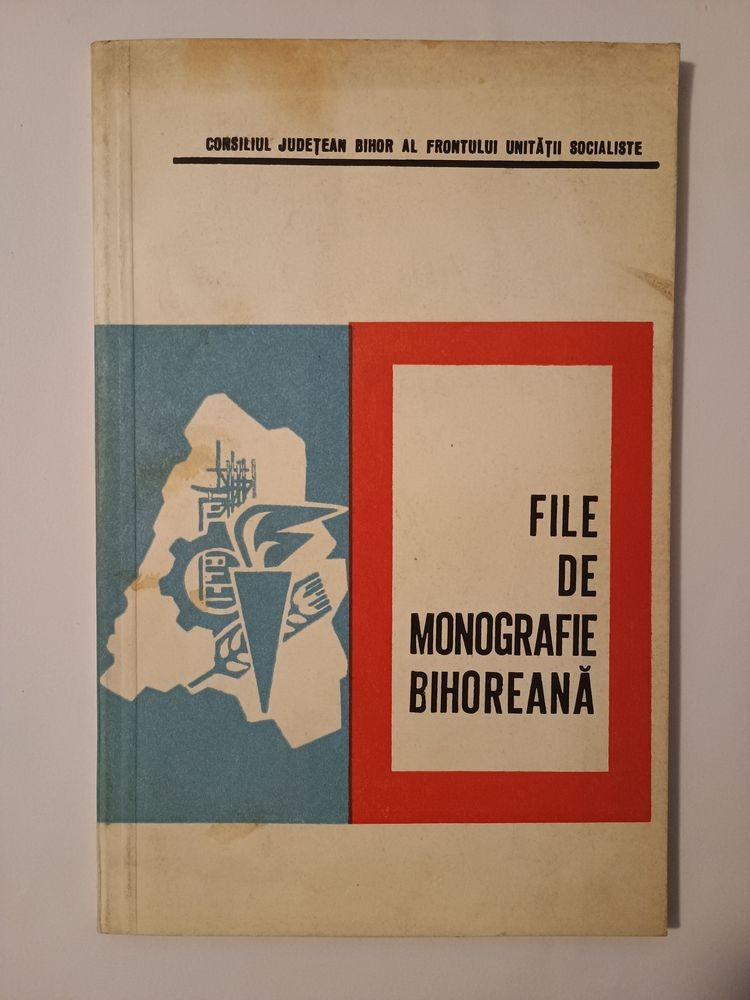 CONSILIUL JUDEȚEAN BIHOR AL FRONTULUI UNITĂȚII SOCIALISTE
FILE
DE
MONOGRAFIE
BIHOREANĂ